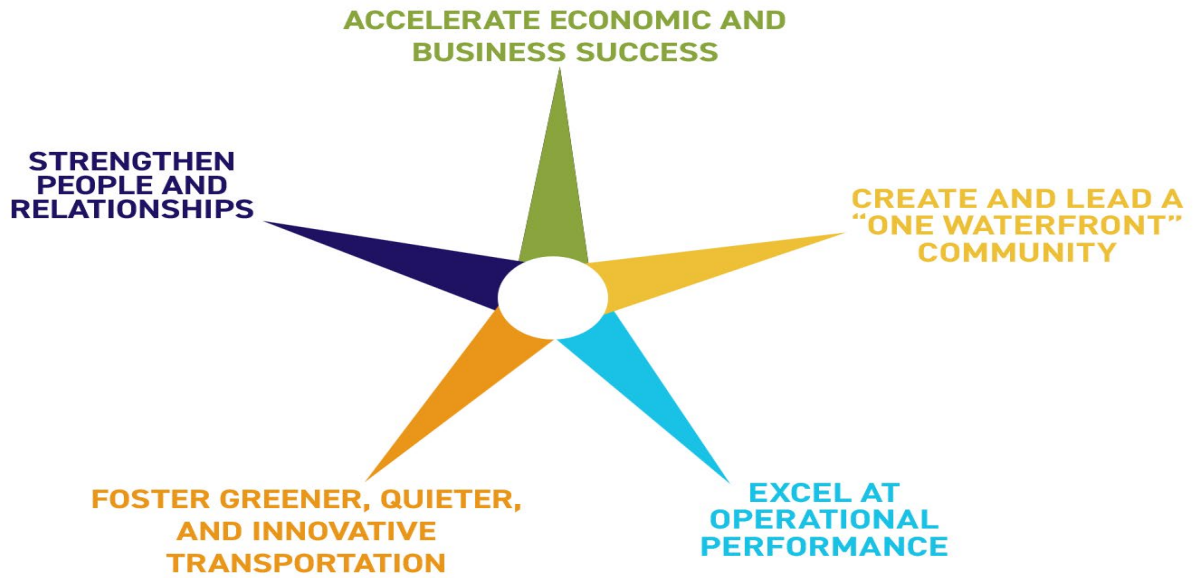 ACCELERATE ECONOMIC AND
BUSINESS SUCCESS
STRENGTHEN
PEOPLE AND
RELATIONSHIPS
CREATE AND LEAD A
“ONE WATERFRONT”
COMMUNITY
FOSTER GREENER, QUIETER,
AND INNOVATIVE
TRANSPORTATION
EXCEL AT
OPERATIONAL
PERFORMANCE